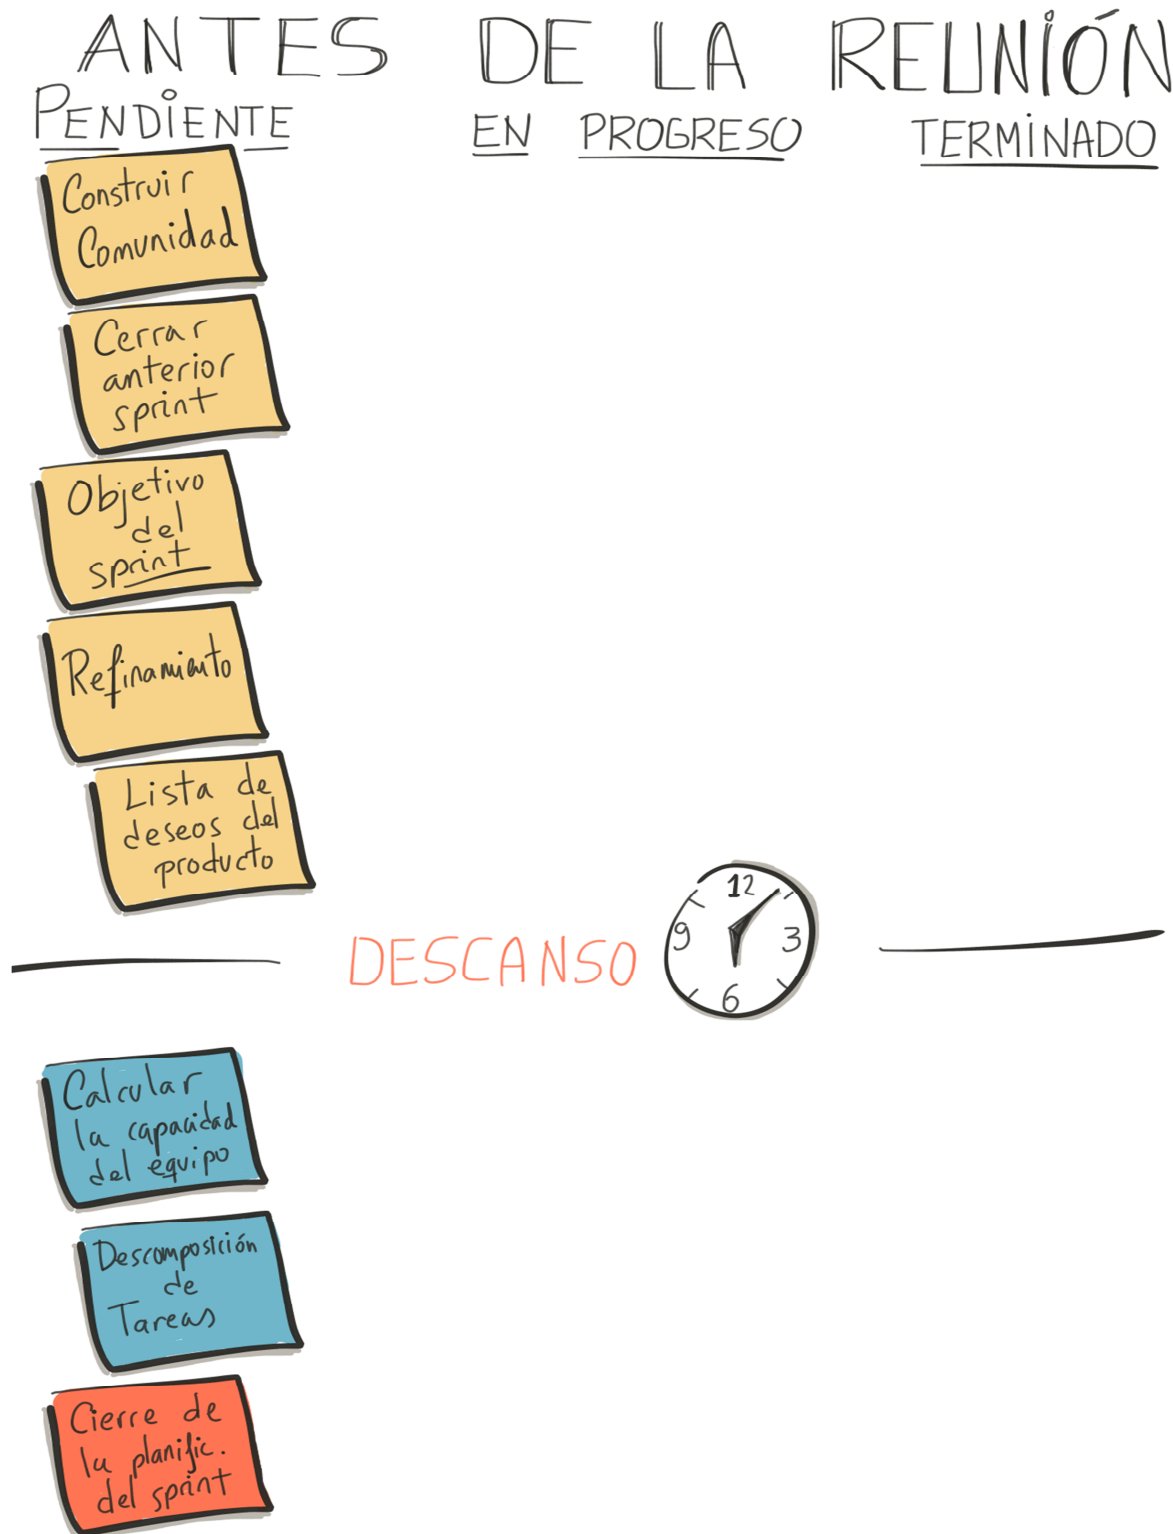 ANTES DE LA REUNIÓN
PENDIENTE
EN PROGRESO
TERMINADO
Construir
Comunidad
Cerrar
anterior
sprint
Objetivo
del
sprint
Refinamiento
Lista de
deseos del
producto
DESCANSO
12
9
3
6
Calcular
la capacidad
del equipo
Descomposición
de
Tareas
Cierre de
la planific.
del sprint